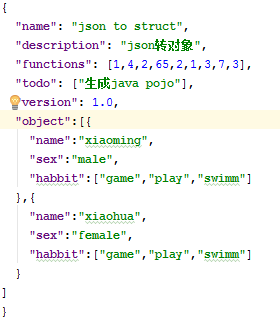 {
"name": "json to struct",
"description": "json转对象",
"functions": [1,4,2,65,2,1,3,7,3],
"todo": ["生成java pojo"],
version": 1.0,
"object":[{
"name":"xiaoming",
"sex":"male",
"habbit":["game","play","swimm"]
},{
"name":"xiaohua",
"sex":"female",
"habbit":["game","play","swimm"]
}
]
}